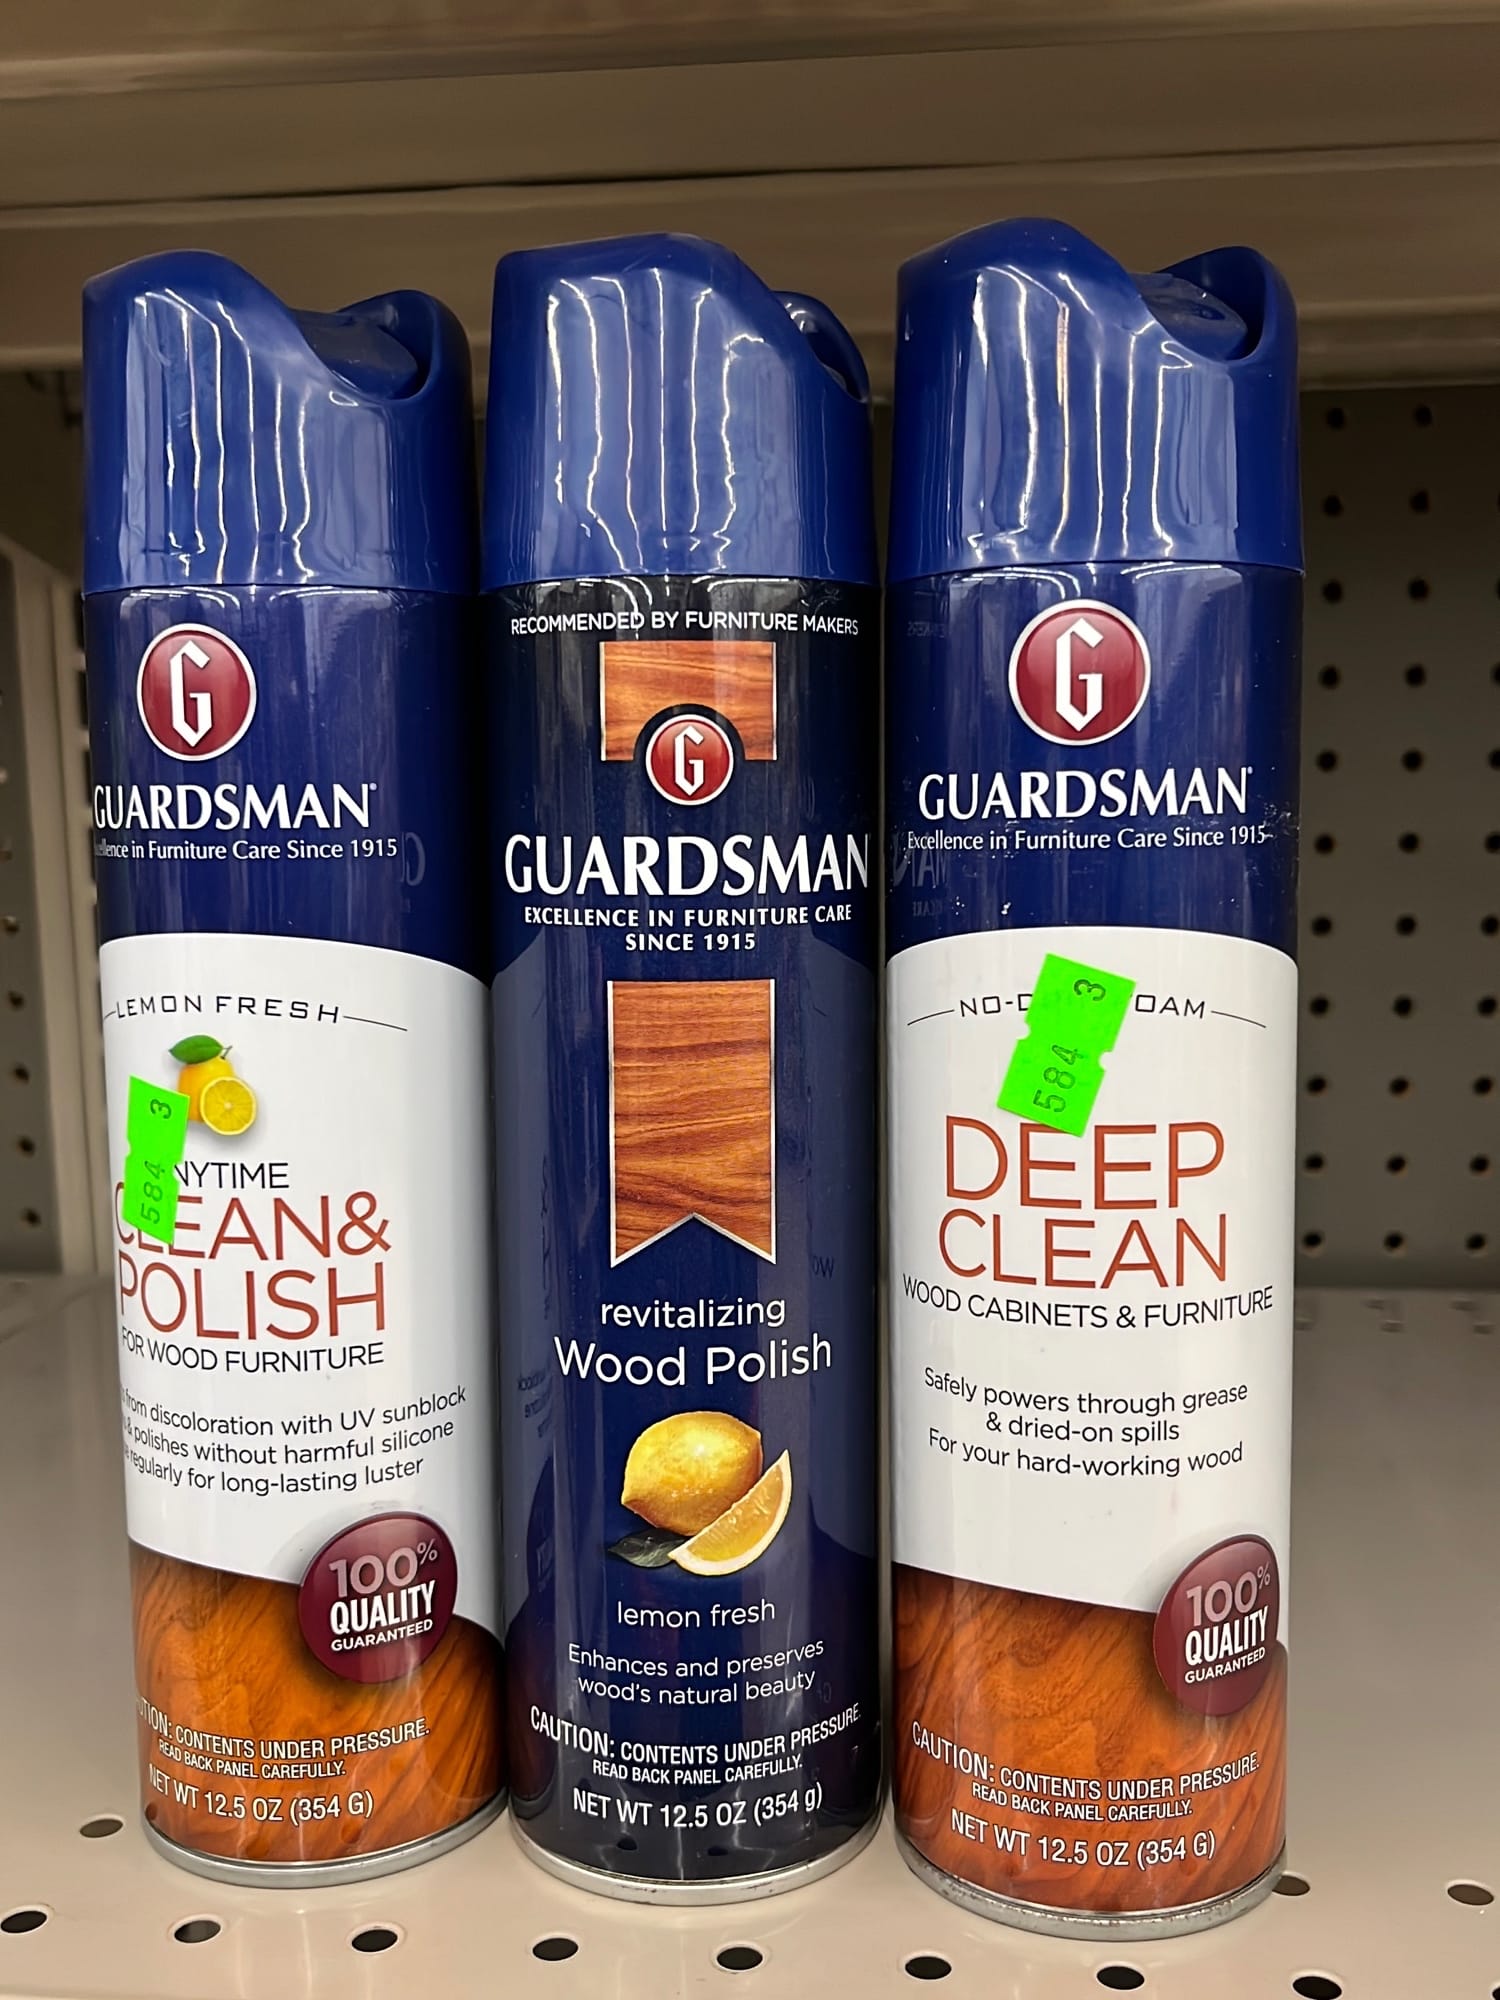 G
GUARDSMAN
Excellence in Furniture Care Since 1915
LEMON FRESH
584 3
CLEAN &
POLISH
FOR WOOD FURNITURE
from discoloration with UV sunblock
& polishes without harmful silicone
regularly for long-lasting luster
100%
QUALITY
GUARANTEED
CONTENTS UNDER PRESSURE.
READ BACK PANEL CAREFULLY.
NET WT 12.5 OZ (354 G)
RECOMMENDED BY FURNITURE MAKERS
G
GUARDSMAN
EXCELLENCE IN FURNITURE CARE
SINCE 1915
revitalizing
Wood Polish
lemon fresh
Enhances and preserves
wood's natural beauty
CAUTION: CONTENTS UNDER PRESSURE.
READ BACK PANEL CAREFULLY.
NET WT 12.5 OZ (354 g)
G
GUARDSMAN
Excellence in Furniture Care Since 1915
584 3
DEEP
CLEAN
WOOD CABINETS & FURNITURE
Safely powers through grease
& dried-on spills
For your hard-working wood
100%
QUALITY
GUARANTEED
CAUTION: CONTENTS UNDER PRESSURE.
READ BACK PANEL CAREFULLY.
NET WT 12.5 OZ (354 G)